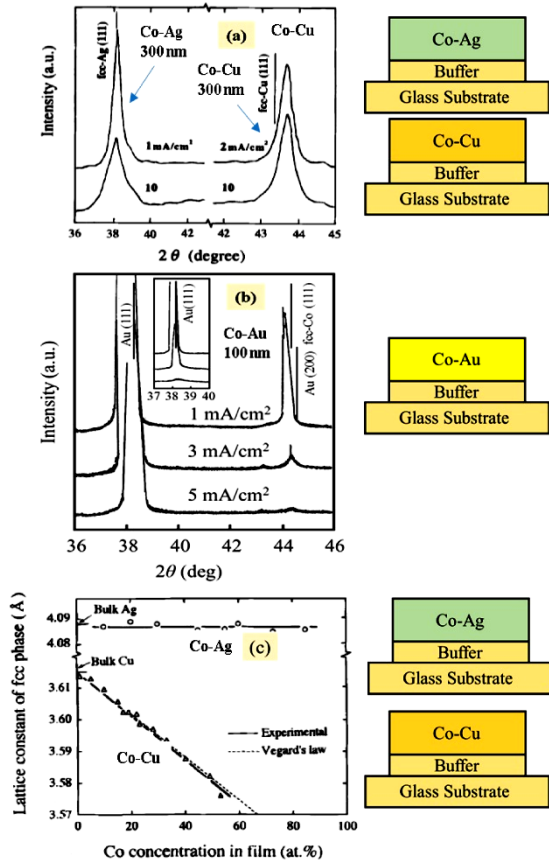 Intensity (a.u.)
fcc-Ag (111)
(a)
Co-Ag
300 nm
Co-Cu
Co-Cu
300 nm
fcc-Cu (111)
1 mA/cm²
2 mA/cm²
10
10
36 38 40 42 43 44 45
2 θ (degree)
Co-Ag
Buffer
Glass Substrate
Co-Cu
Buffer
Glass Substrate
Intensity (a.u.)
Au (111)
Au(111)
37 38 39 40
(b)
Co-Au
100 nm
Au (200)
fcc-Co (111)
1 mA/cm²
3 mA/cm²
5 mA/cm²
36 38 40 42 44 46
2θ (deg)
Co-Au
Buffer
Glass Substrate
Lattice constant of fcc phase (Å)
4.09
4.08
3.61
3.60
3.59
3.58
3.57
Bulk Ag
Co-Ag
(c)
Bulk Cu
Co-Cu
Experimental
Vegard's law
0 20 40 60 80 100
Co concentration in film (at.%)
Co-Ag
Buffer
Glass Substrate
Co-Cu
Buffer
Glass Substrate